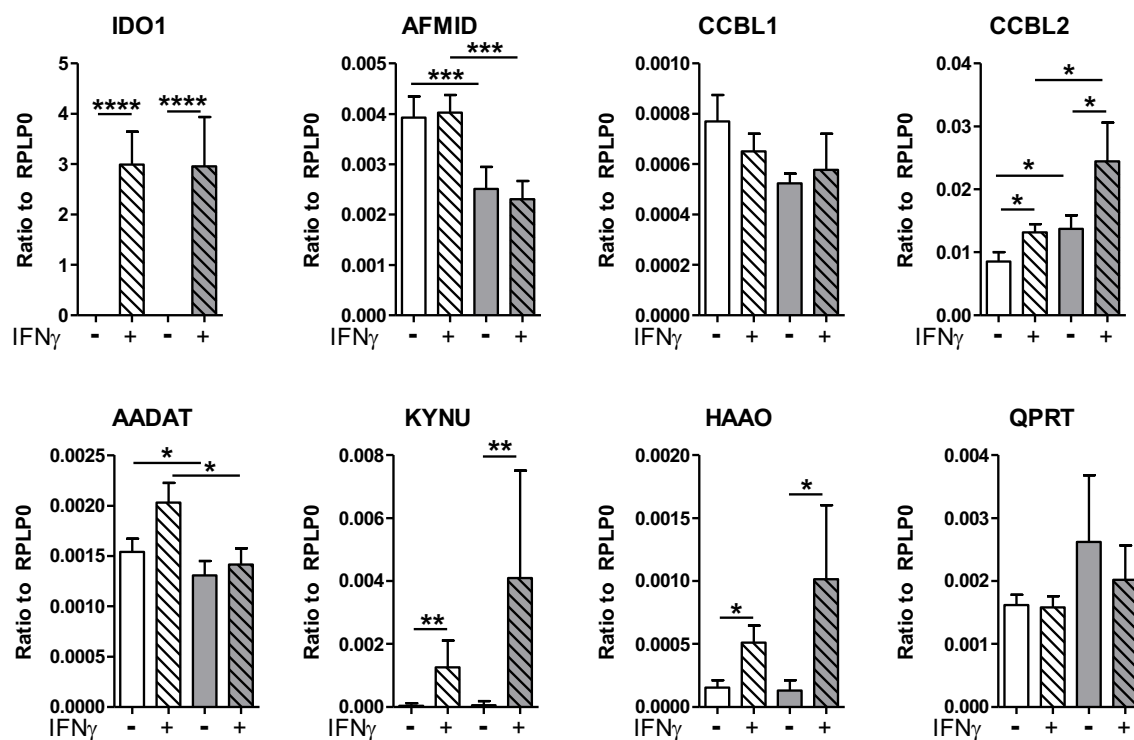 IDO1
Ratio to RPLP0
5
4
3
2
1
0
**** ****
IFNγ - + - +
AFMID
Ratio to RPLP0
0.005
0.004
0.003
0.002
0.001
0.000
***
***
IFNγ - + - +
CCBL1
Ratio to RPLP0
0.0010
0.0008
0.0006
0.0004
0.0002
0.0000
IFNγ - + - +
CCBL2
Ratio to RPLP0
0.04
0.03
0.02
0.01
0.00
*
*
*
*
IFNγ - + - +
AADAT
Ratio to RPLP0
0.0025
0.0020
0.0015
0.0010
0.0005
0.0000
*
*
IFNγ - + - +
KYNU
Ratio to RPLP0
0.008
0.006
0.004
0.002
0.000
**
**
IFNγ - + - +
HAAO
Ratio to RPLP0
0.0020
0.0015
0.0010
0.0005
0.0000
*
*
IFNγ - + - +
QPRT
Ratio to RPLP0
0.004
0.003
0.002
0.001
0.000
IFNγ - + - +